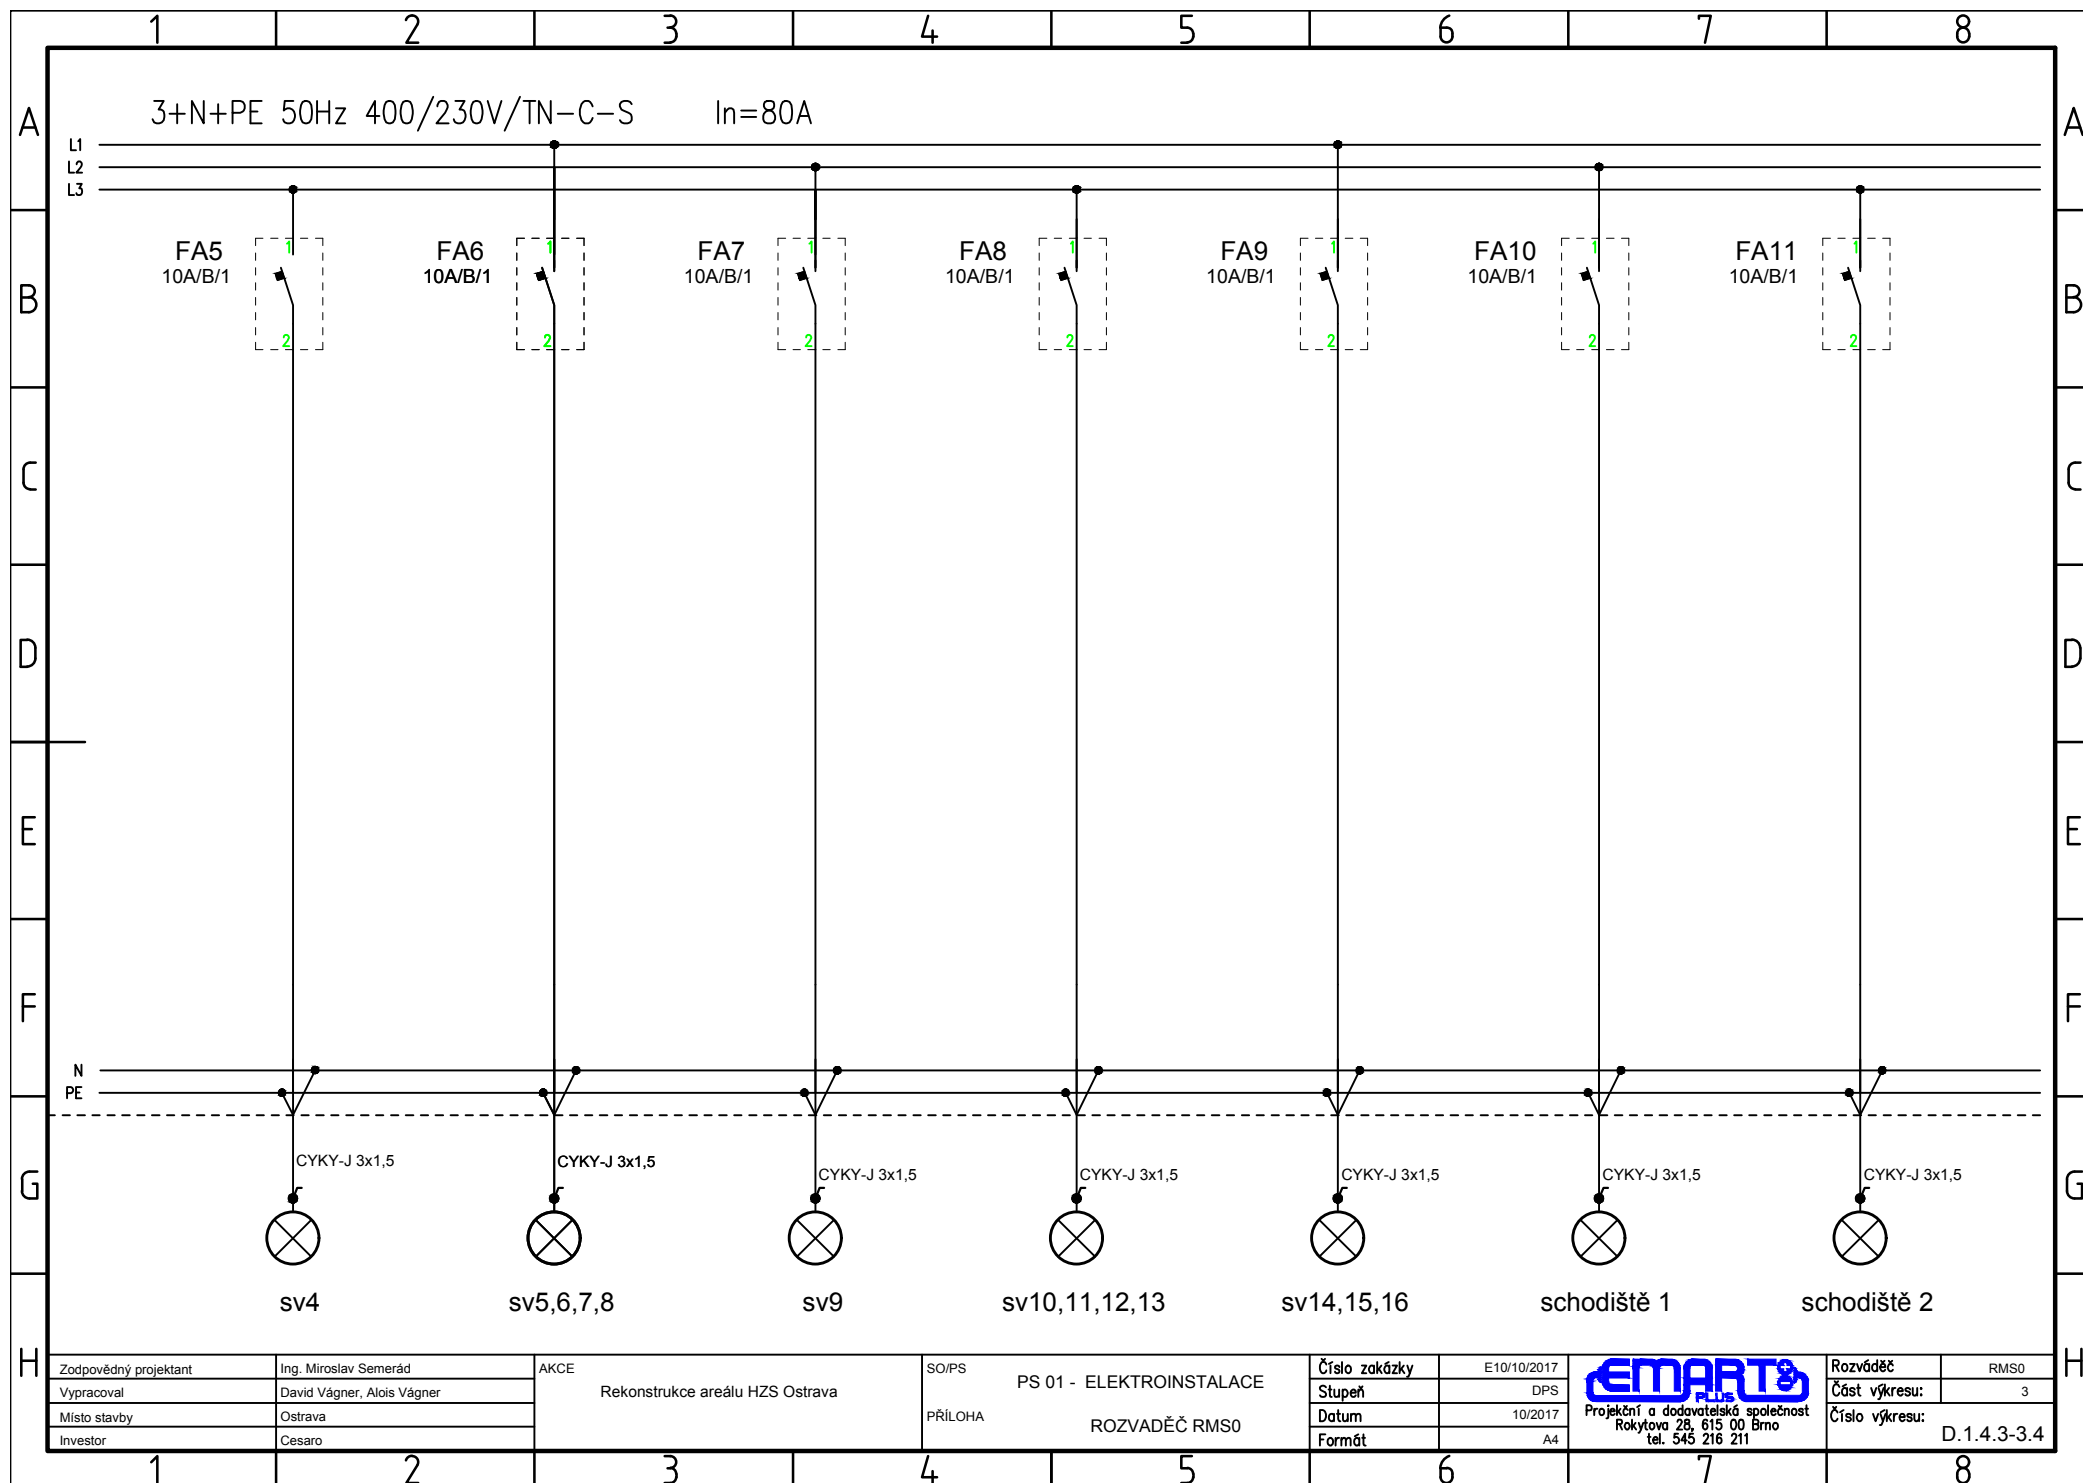 1 2 3 4 5 6 7 8
A A
3+N+PE 50Hz 400/230V/TN-C-S In=80A
L1
L2
L3
B B
FA5 1 FA6 1 FA7 1 FA8 1 FA9 1 FA10 1 FA11 1
10A/B/1 10A/B/1 10A/B/1 10A/B/1 10A/B/1 10A/B/1 10A/B/1
2 2 2 2 2 2 2
C C
D D
E E
F F
N
PE
G G
CYKY-J 3x1,5 CYKY-J 3x1,5 CYKY-J 3x1,5 CYKY-J 3x1,5 CYKY-J 3x1,5 CYKY-J 3x1,5 CYKY-J 3x1,5
sv4 sv5,6,7,8 sv9 sv10,11,12,13 sv14,15,16 schodiště 1 schodiště 2
H H
Zodpovědný projektant Ing. Miroslav Semerád
Vypracoval David Vágner, Alois Vágner
Místo stavby Ostrava
Investor Cesaro
AKCE
Rekonstrukce areálu HZS Ostrava
SO/PS PS 01 - ELEKTROINSTALACE
PŘÍLOHA ROZVADĚČ RMS0
Číslo zakázky E10/10/2017
Stupeň DPS
Datum 10/2017
Formát A4
EMART
PLUS
Projekční a dodavatelská společnost
Rokytova 28, 615 00 Brno
tel. 545 216 211
Rozváděč RMS0
Část výkresu: 3
Číslo výkresu:
D.1.4.3-3.4
1 2 3 4 5 6 7 8